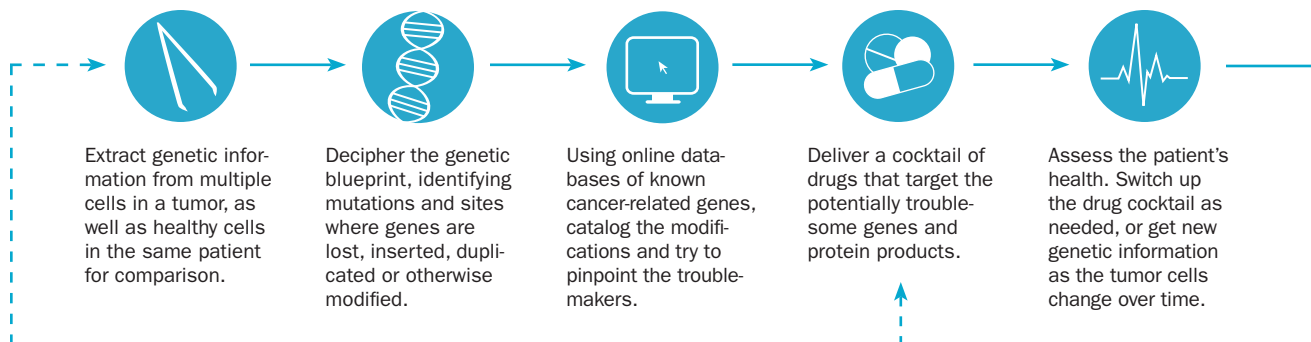 Extract genetic infor-
mation from multiple
cells in a tumor, as
well as healthy cells
in the same patient
for comparison.
Decipher the genetic
blueprint, identifying
mutations and sites
where genes are
lost, inserted, dupli-
cated or otherwise
modified.
Using online data-
bases of known
cancer-related genes,
catalog the modifi-
cations and try to
pinpoint the trouble-
makers.
Deliver a cocktail of
drugs that target the
potentially trouble-
some genes and
protein products.
Assess the patient’s
health. Switch up
the drug cocktail as
needed, or get new
genetic information
as the tumor cells
change over time.